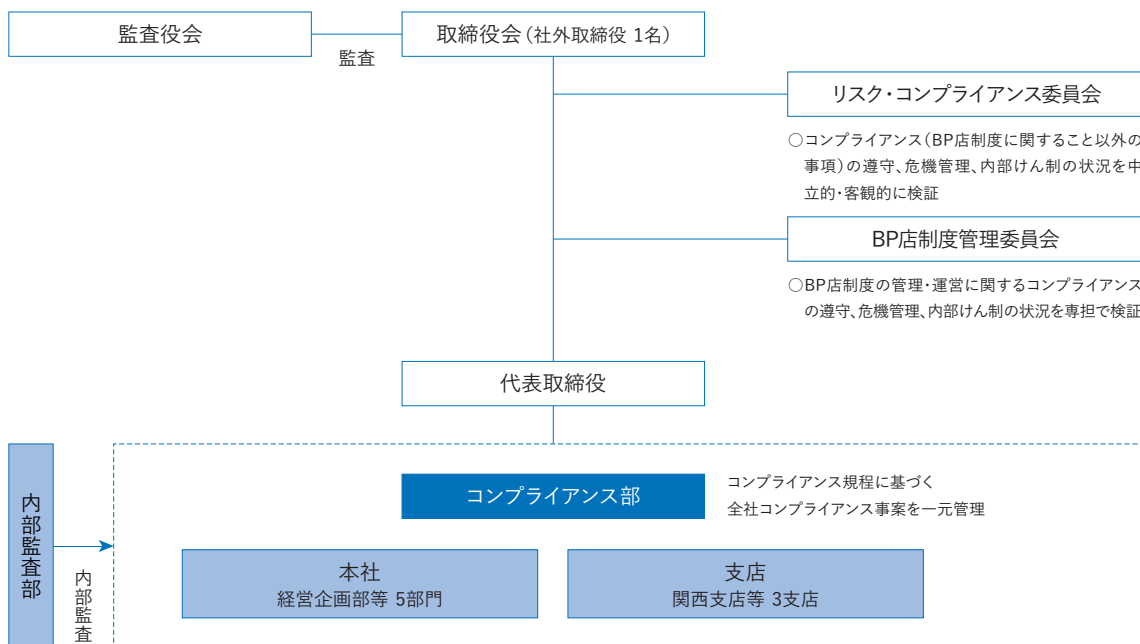 監査役会
監査
取締役会(社外取締役 1名)
リスク・コンプライアンス委員会
○コンプライアンス(BP店制度に関すること以外の
事項)の遵守、危機管理、内部けん制の状況を中
立的・客観的に検証
BP店制度管理委員会
○BP店制度の管理・運営に関するコンプライアンス
の遵守、危機管理、内部けん制の状況を専担で検証
代表取締役
内部監査部
内部監査
コンプライアンス部
コンプライアンス規程に基づく
全社コンプライアンス事案を一元管理
本社
経営企画部等 5部門
支店
関西支店等 3支店